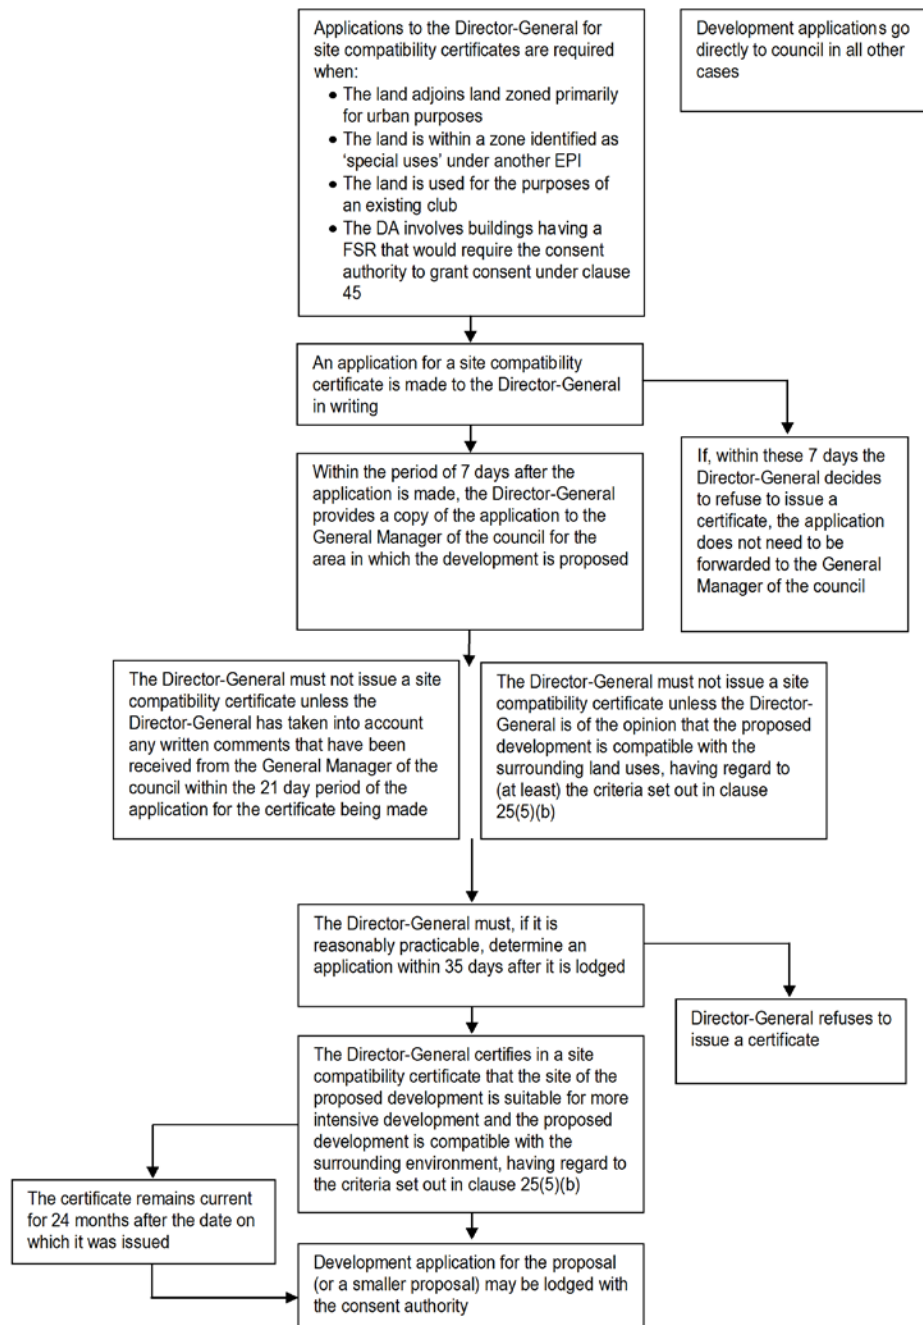 Applications to the Director-General for
site compatibility certificates are required
when:
• The land adjoins land zoned primarily
for urban purposes
• The land is within a zone identified as
‘special uses’ under another EPI
• The land is used for the purposes of
an existing club
• The DA involves buildings having a
FSR that would require the consent
authority to grant consent under clause
45
Development applications go
directly to council in all other
cases
An application for a site compatibility
certificate is made to the Director-General
in writing
Within the period of 7 days after the
application is made, the Director-General
provides a copy of the application to the
General Manager of the council for the
area in which the development is proposed
If, within these 7 days the
Director-General decides
to refuse to issue a
certificate, the application
does not need to be
forwarded to the General
Manager of the council
The Director-General must not issue a site
compatibility certificate unless the
Director-General has taken into account
any written comments that have been
received from the General Manager of the
council within the 21 day period of the
application for the certificate being made
The Director-General must not issue a site
compatibility certificate unless the Director-
General is of the opinion that the proposed
development is compatible with the
surrounding land uses, having regard to
(at least) the criteria set out in clause
25(5)(b)
The Director-General must, if it is
reasonably practicable, determine an
application within 35 days after it is lodged
Director-General refuses to
issue a certificate
The Director-General certifies in a site
compatibility certificate that the site of the
proposed development is suitable for more
intensive development and the proposed
development is compatible with the
surrounding environment, having regard to
the criteria set out in clause 25(5)(b)
The certificate remains current
for 24 months after the date on
which it was issued
Development application for the proposal
(or a smaller proposal) may be lodged with
the consent authority